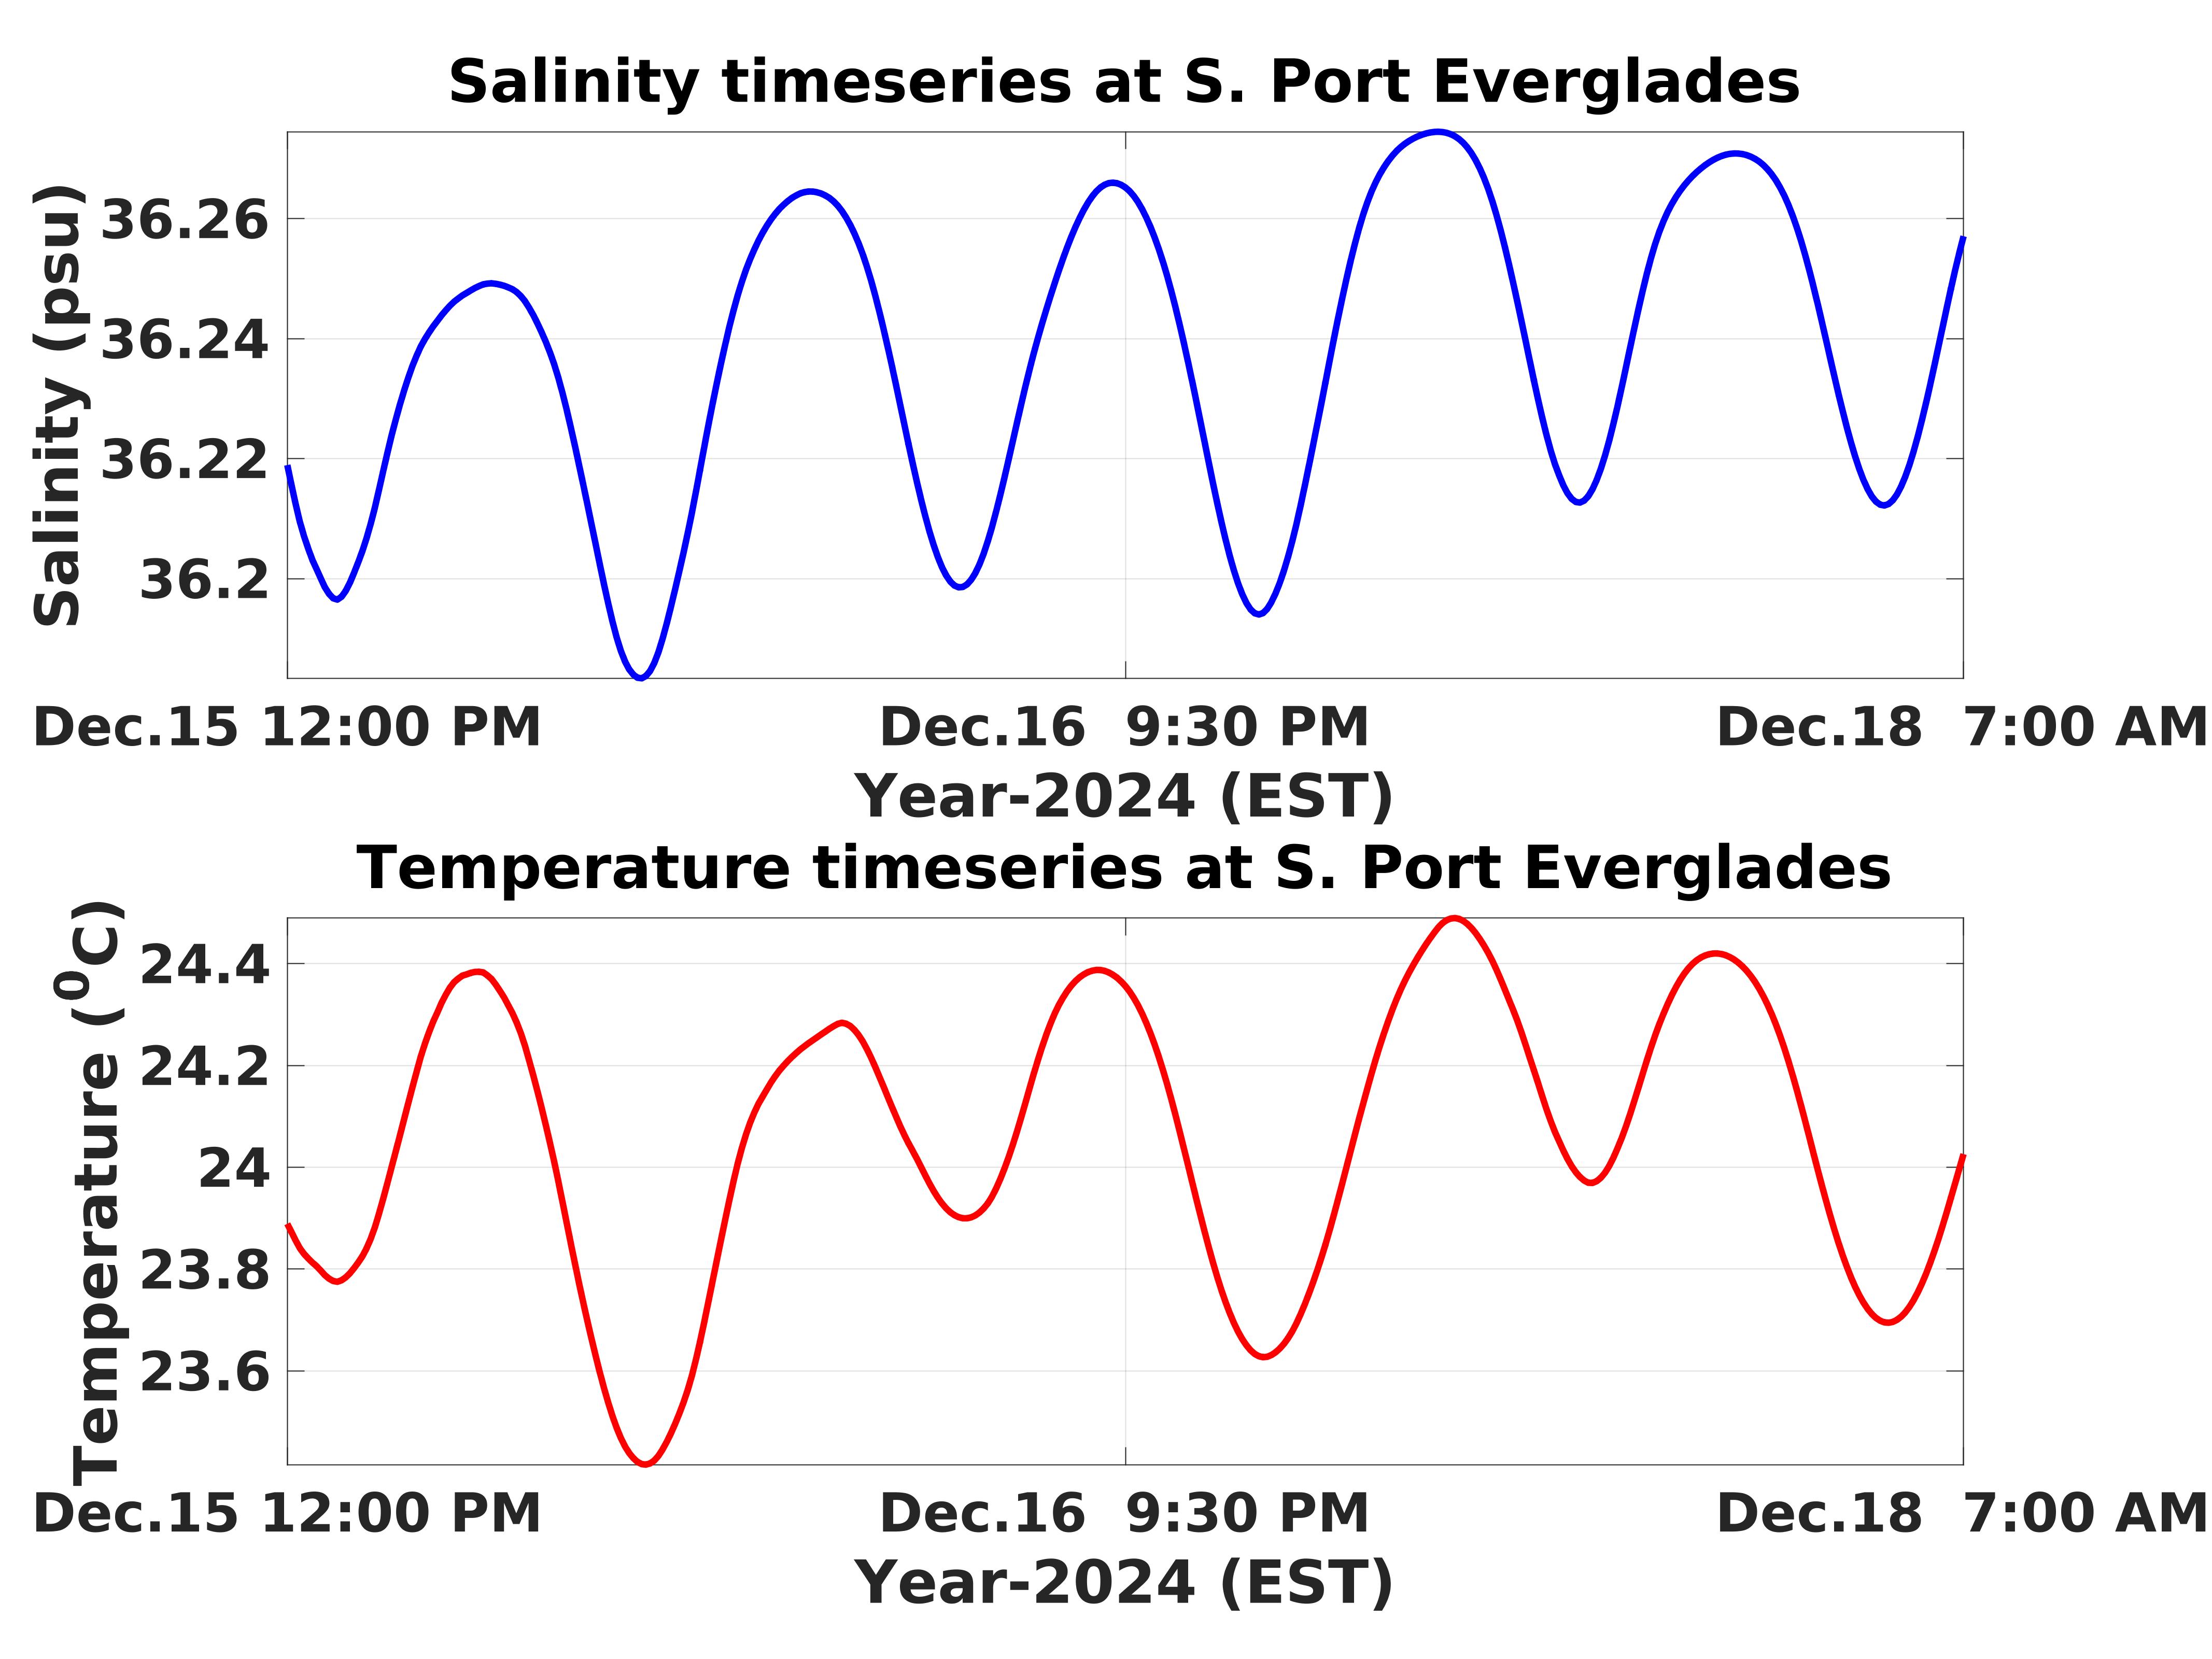 Salinity timeseries at S. Port Everglades
Salinity (psu)
36.26
36.24
36.22
36.2
Dec.15 12:00 PM Dec.16  9:30 PM Dec.18  7:00 AM
Year-2024 (EST)
Temperature timeseries at S. Port Everglades
Temperature (⁰C)
24.4
24.2
24
23.8
23.6
Dec.15 12:00 PM Dec.16  9:30 PM Dec.18  7:00 AM
Year-2024 (EST)